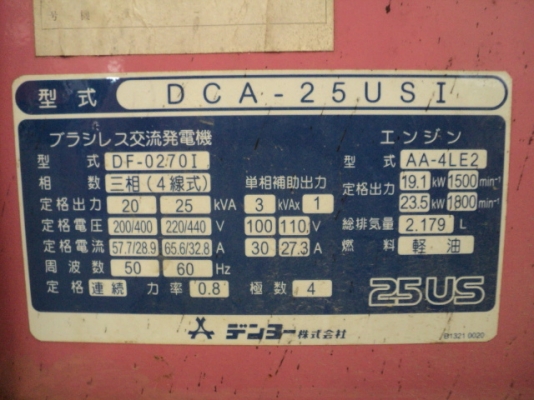 号機
型式 DCA-25USI
ブラシレス交流発電機
型式 DF-0270I
相数 三相(4線式) 単相補助出力
定格出力 20 25 kVA 3 kVA× 1
定格電圧 200/400 220/440 V 100 110 V
定格電流 57.7/28.9 65.6/32.8 A 30 27.3 A
周波数 50 60 Hz
定格 連続 力率 0.8 極数 4
エンジン
型式 AA-4LE2
定格出力 19.1 kW 1500 min⁻¹
23.5 kW 1800 min⁻¹
総排気量 2.179 L
燃料 軽油
25US
デンヨー株式会社